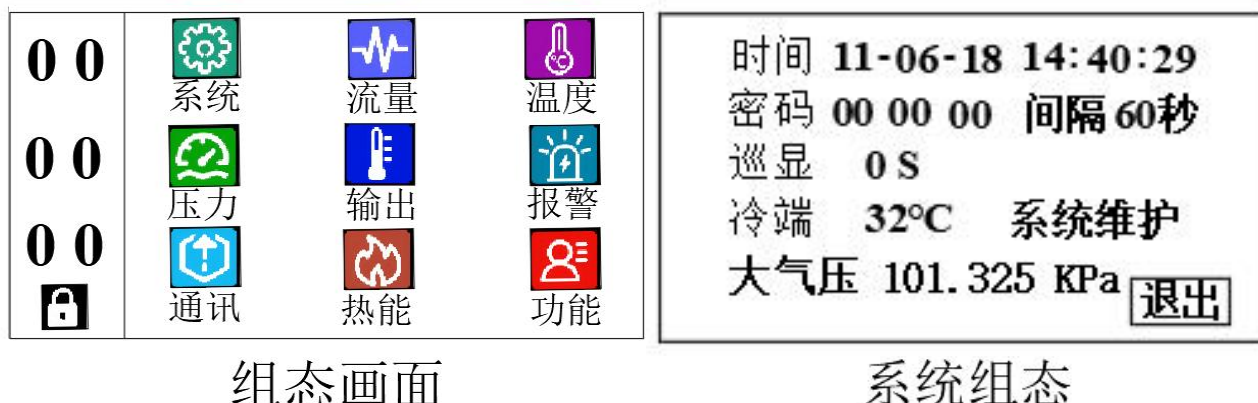 0 0
系统 流量 温度
0 0
压力 输出 报警
0 0
通讯 热能 功能
组态画面
时间 11-06-18 14:40:29
密码 00 00 00 间隔 60秒
巡显 0 S
冷端 32°C 系统维护
大气压 101.325 KPa
退出
系统组态